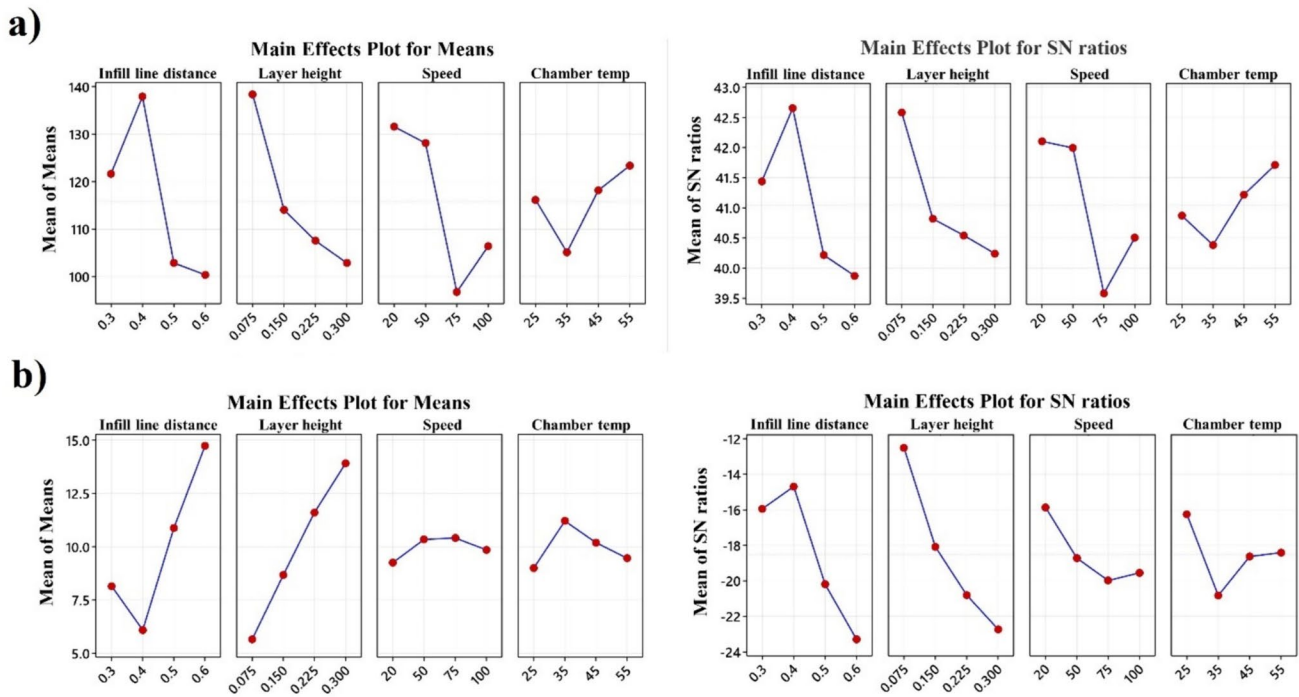 a)
Main Effects Plot for Means
Infill line distance Layer height Speed Chamber temp
Mean of Means
140
130
120
110
100
0.3 0.4 0.5 0.6 0.075 0.150 0.225 0.300 20 50 75 100 25 35 45 55
Main Effects Plot for SN ratios
Infill line distance Layer height Speed Chamber temp
Mean of SN ratios
43.0
42.5
42.0
41.5
41.0
40.5
40.0
39.5
0.3 0.4 0.5 0.6 0.075 0.150 0.225 0.300 20 50 75 100 25 35 45 55
b)
Main Effects Plot for Means
Infill line distance Layer height Speed Chamber temp
Mean of Means
15.0
12.5
10.0
7.5
5.0
0.3 0.4 0.5 0.6 0.075 0.150 0.225 0.300 20 50 75 100 25 35 45 55
Main Effects Plot for SN ratios
Infill line distance Layer height Speed Chamber temp
Mean of SN ratios
-12
-14
-16
-18
-20
-22
-24
0.3 0.4 0.5 0.6 0.075 0.150 0.225 0.300 20 50 75 100 25 35 45 55